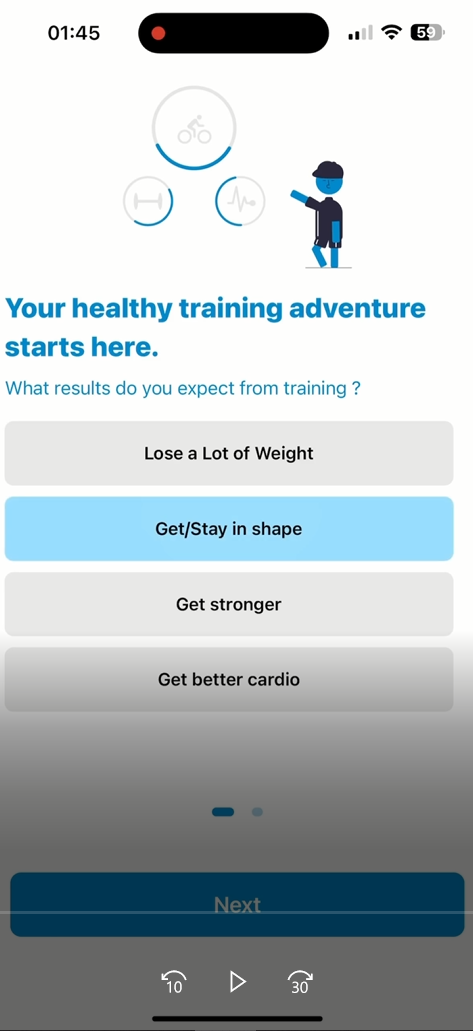 01:45
59
Your healthy training adventure
starts here.
What results do you expect from training ?
Lose a Lot of Weight
Get/Stay in shape
Get stronger
Get better cardio
Next
10
30